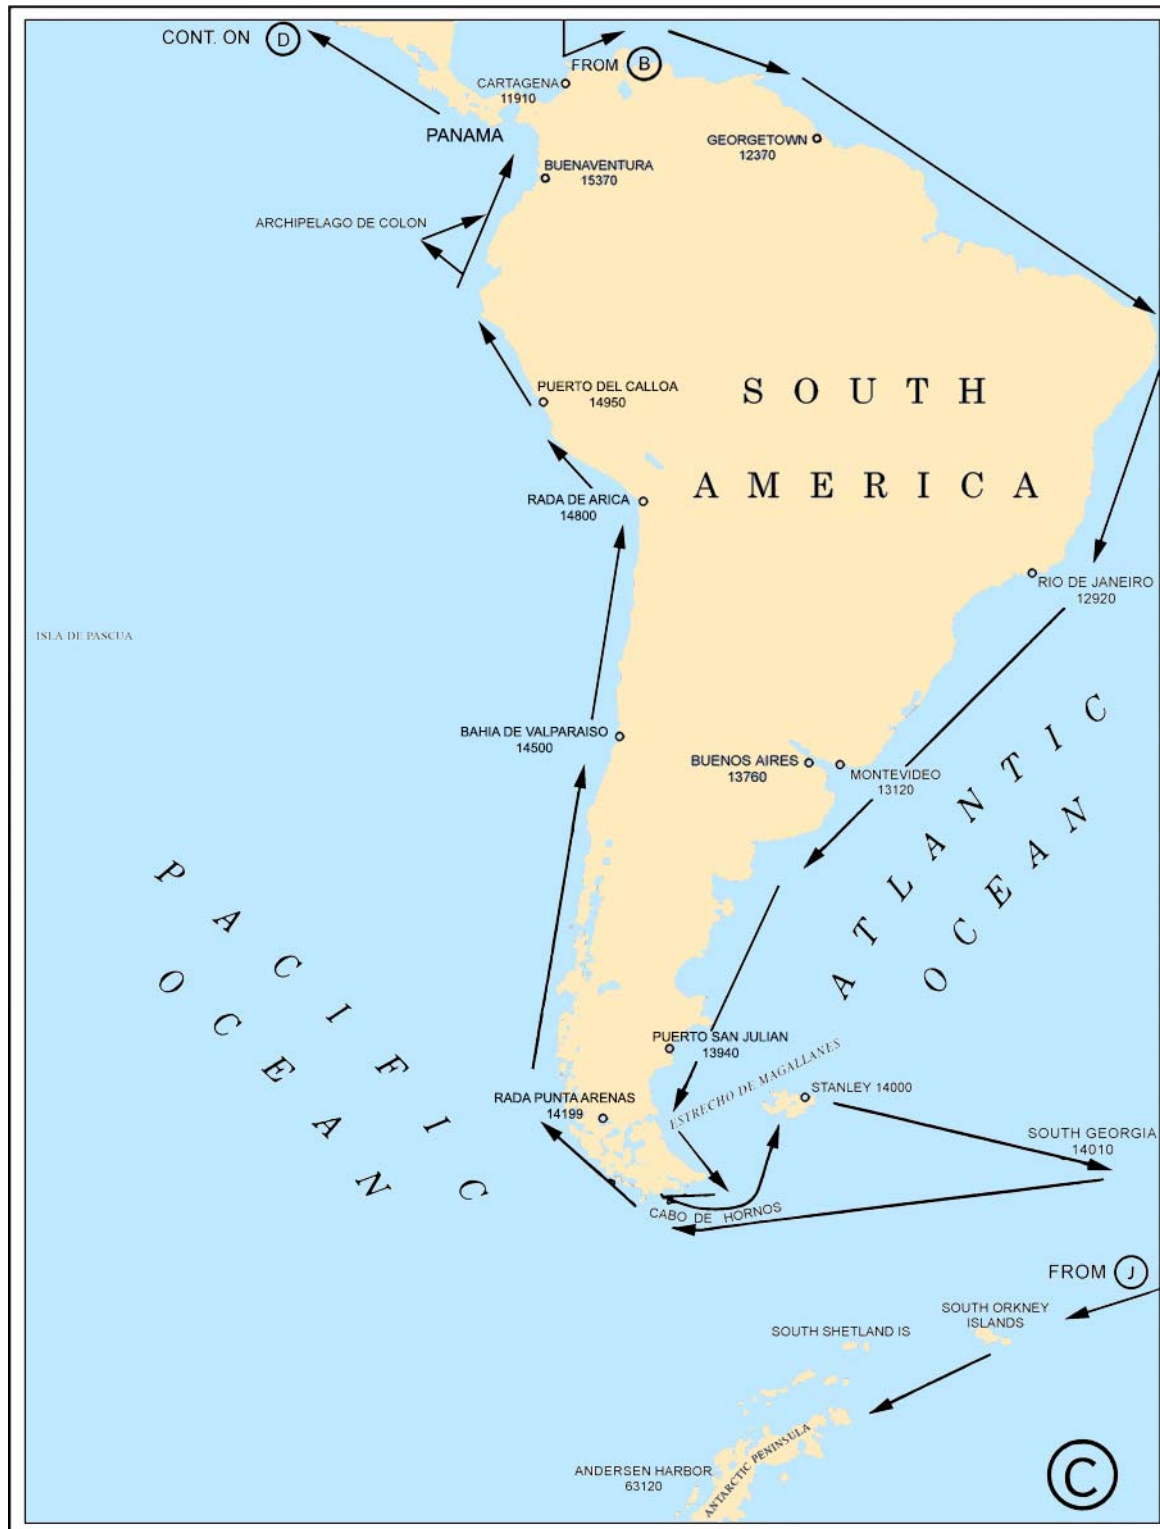 CONT. ON D
FROM B
CARTAGENA
11910
PANAMA
GEORGETOWN
12370
BUENAVENTURA
15370
ARCHIPELAGO DE COLON
PUERTO DEL CALLOA
14950
SOUTH
AMERICA
RADA DE ARICA
14800
RIO DE JANEIRO
12920
ISLA DE PASCUA
BAHIA DE VALPARAISO
14500
BUENOS AIRES
13760
MONTEVIDEO
13120
ATLANTIC
OCEAN
PACIFIC
OCEAN
PUERTO SAN JULIAN
13940
ESTRECHO DE MAGALLANES
STANLEY 14000
RADA PUNTA ARENAS
14199
SOUTH GEORGIA
14010
CABO DE HORNOS
FROM J
SOUTH ORKNEY
ISLANDS
SOUTH SHETLAND IS
ANTARCTIC PENINSULA
ANDERSEN HARBOR
63120
C